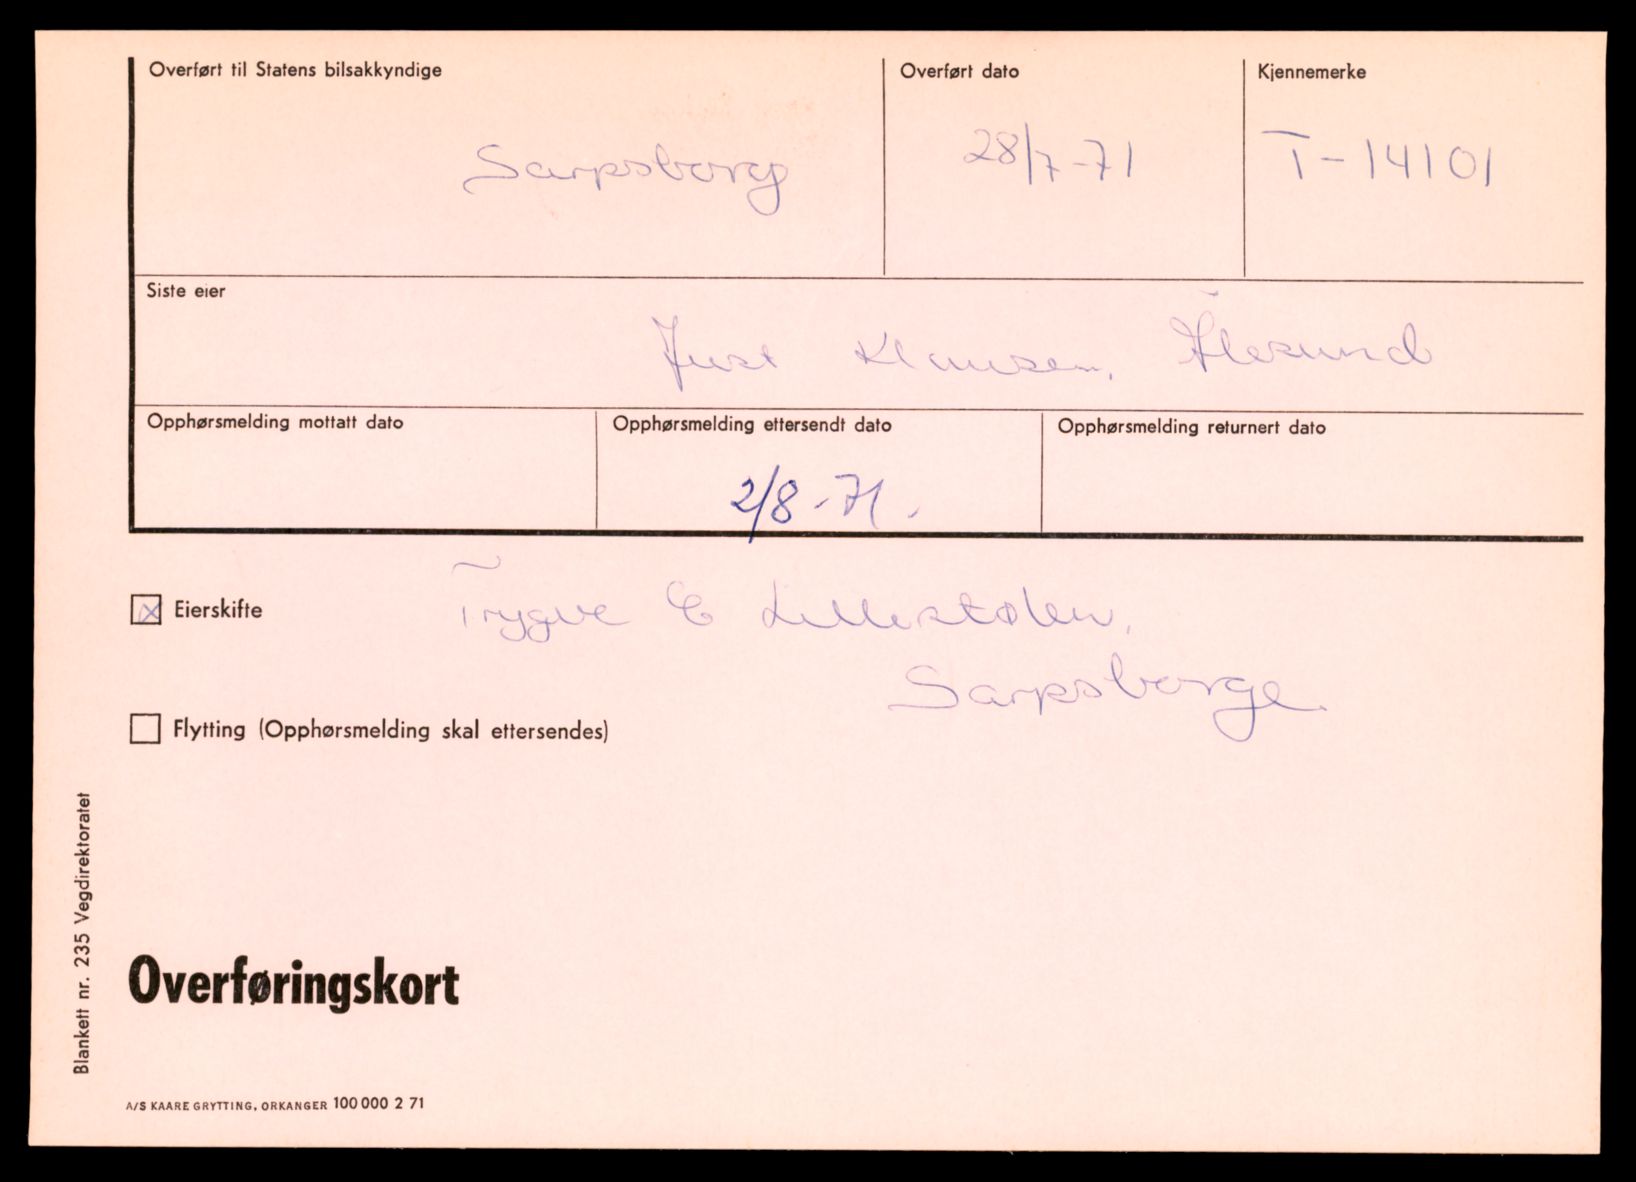 Overført til Statens bilsakkyndige
Sarpsborg
Overført dato
28/7-71
Kjennemerke
T-14101
Siste eier
Just Klausen, Ålesund
Opphørsmelding mottatt dato
Opphørsmelding ettersendt dato
2/8-71.
Opphørsmelding returnert dato
x Eierskifte
Trygve E Lillestølen,
Sarpsborg
Flytting (Opphørsmelding skal ettersendes)
Blankett nr. 235 Vegdirektoratet
Overføringskort
A/S KAARE GRYTTING, ORKANGER 100 000 2 71